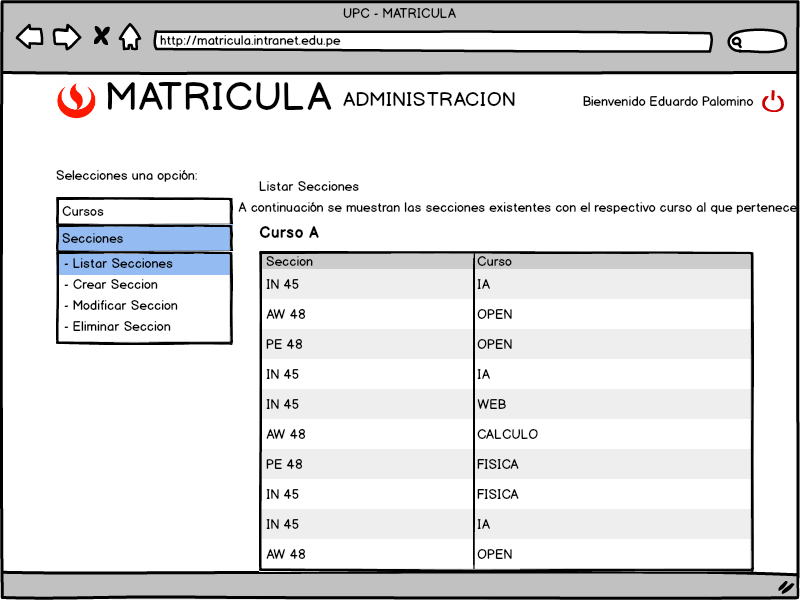 UPC - MATRICULA
http://matricula.intranet.edu.pe
MATRICULA ADMINISTRACION
Bienvenido Eduardo Palomino
Selecciones una opción:
Cursos
Secciones
- Listar Secciones
- Crear Seccion
- Modificar Seccion
- Eliminar Seccion
Listar Secciones
A continuación se muestran las secciones existentes con el respectivo curso al que pertenece
Curso A
Seccion Curso
IN 45 IA
AW 48 OPEN
PE 48 OPEN
IN 45 IA
IN 45 WEB
AW 48 CALCULO
PE 48 FISICA
IN 45 FISICA
IN 45 IA
AW 48 OPEN